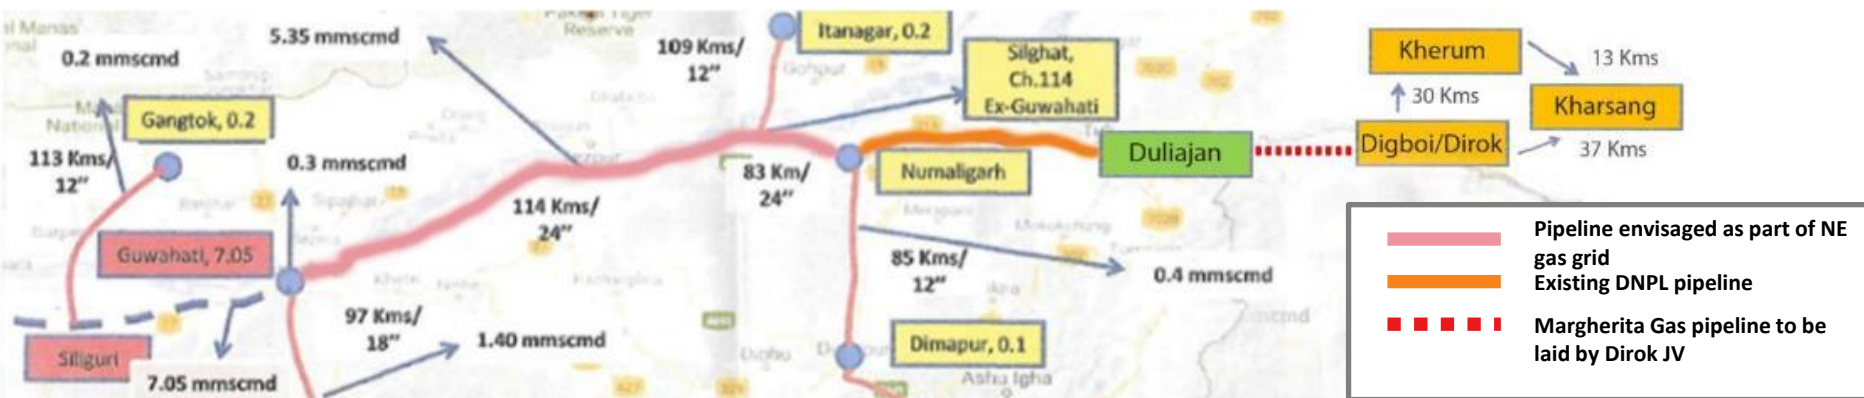 5.35 mmscmd
0.2 mmscmd
Reserve
109 Kms/
12"
Itanagar, 0.2
Silghat,
Ch.114
Ex-Guwahati
Kherum
13 Kms
30 Kms
Kharsang
Digboi/Dirok
37 Kms
National
Gangtok, 0.2
113 Kms/
12"
0.3 mmscmd
Duliajan
Numaligarh
83 Km/
24"
114 Kms/
24"
Guwahati, 7.05
85 Kms/
12"
0.4 mmscmd
97 Kms/
18"
1.40 mmscmd
Dimapur, 0.1
Siliguri
7.05 mmscmd
Pipeline envisaged as part of NE
gas grid
Existing DNPL pipeline
Margherita Gas pipeline to be
laid by Dirok JV